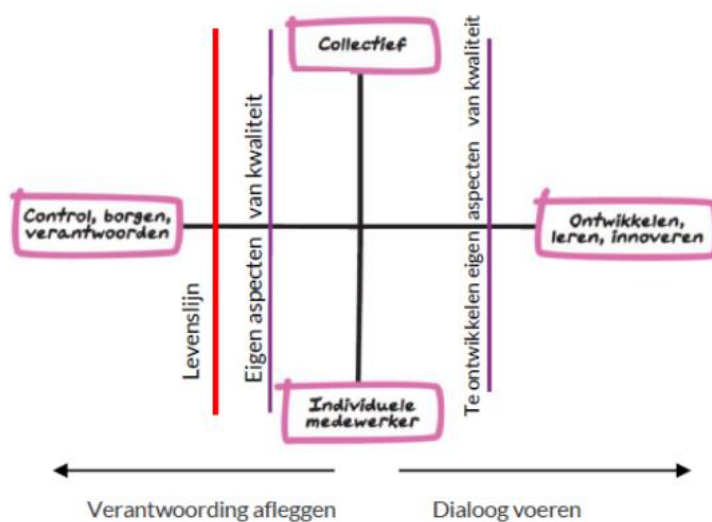 Collectief
Control, borgen,
verantwoorden
Ontwikkelen,
leren, innoveren
Levenslijn
Eigen aspecten van kwaliteit
Te ontwikkelen eigen aspecten van kwaliteit
Individuele
medewerker
Verantwoording afleggen
Dialoog voeren